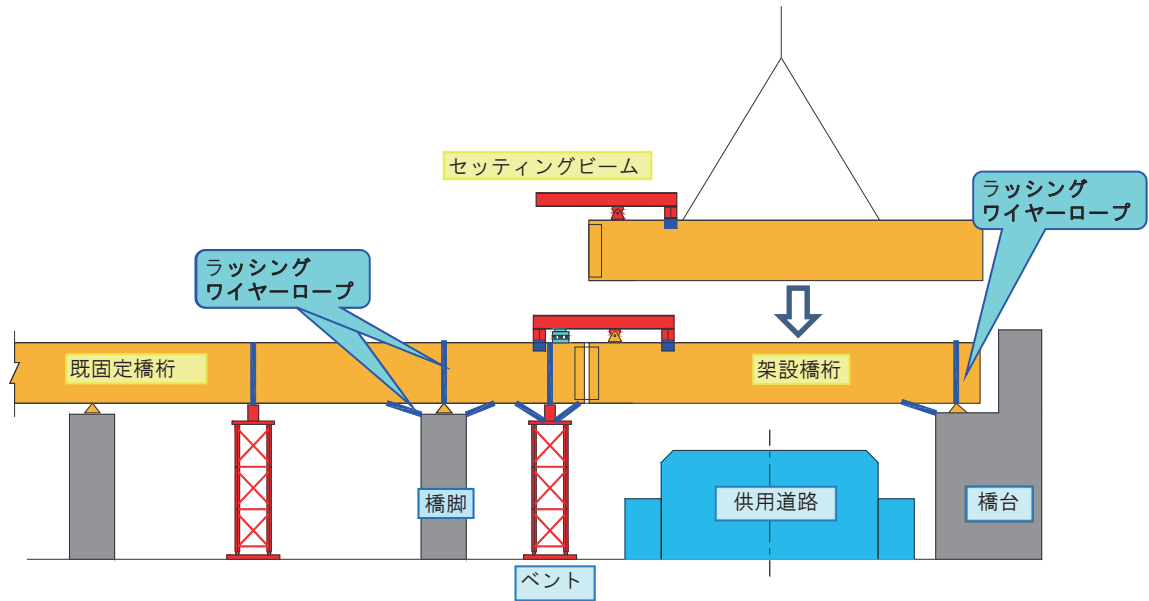 セッティングビーム
ラッシング
ワイヤーロープ
ラッシング
ワイヤーロープ
既固定橋桁
架設橋桁
橋脚
供用道路
橋台
ベント